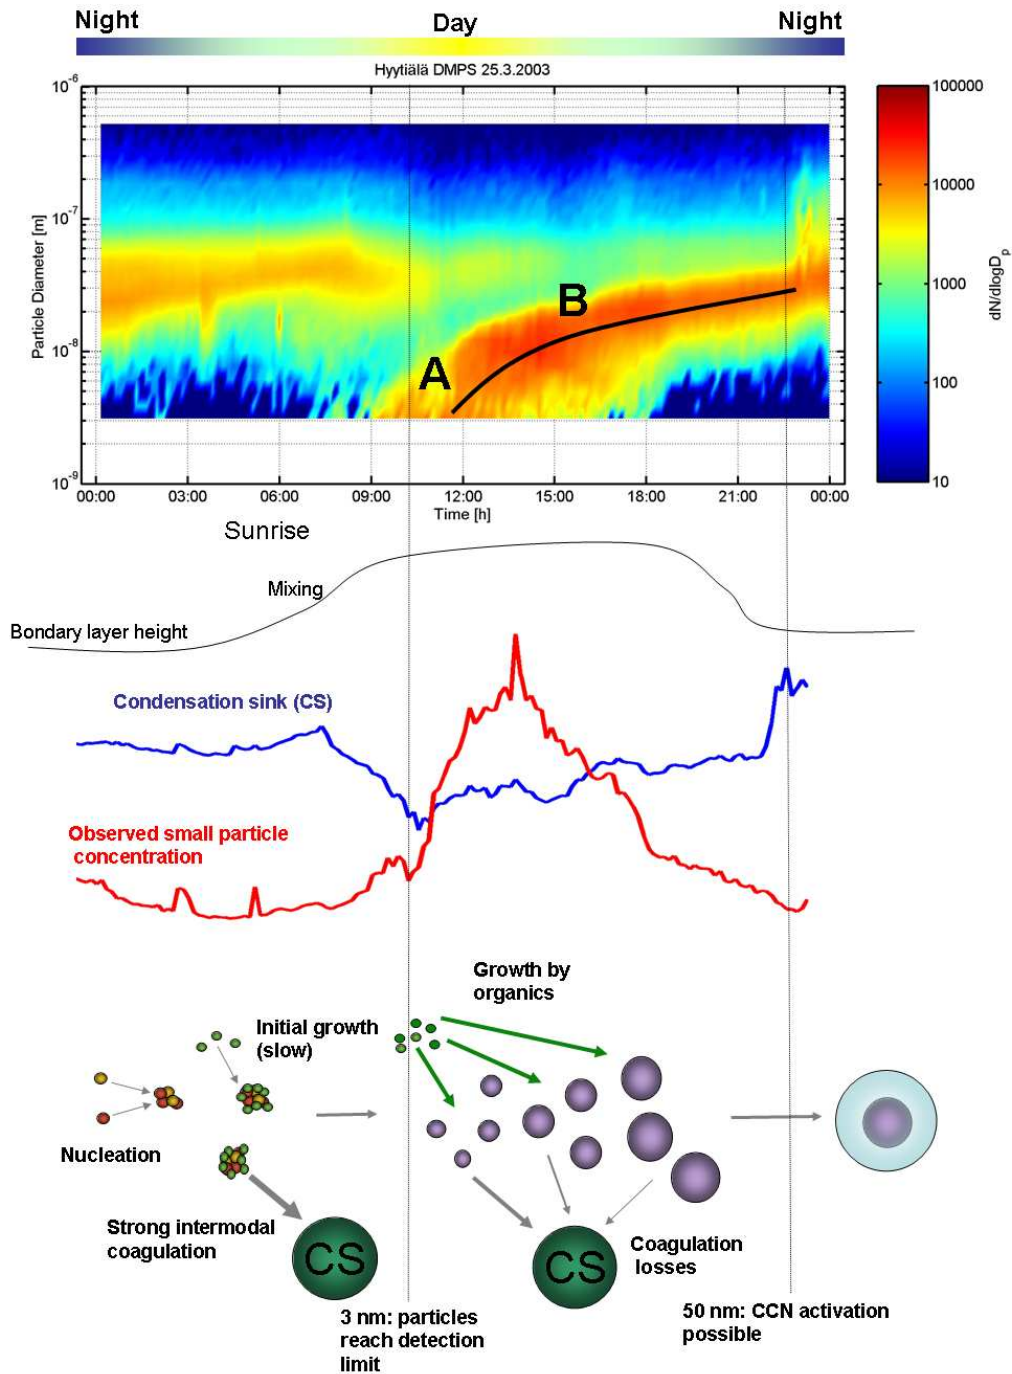 Night
Day
Night
Hyytiälä DMPS 25.3.2003
10-6
10-7
10-8
10-9
Particle Diameter [m]
A
B
100000
10000
1000
100
10
dN/dlogDp
00:00 03:00 06:00 09:00 12:00 15:00 18:00 21:00 00:00
Time [h]
Sunrise
Mixing
Bondary layer height
Condensation sink (CS)
Observed small particle
concentration
Growth by
organics
Initial growth
(slow)
Nucleation
Strong intermodal
coagulation
CS
CS
Coagulation
losses
3 nm: particles
reach detection
limit
50 nm: CCN activation
possible